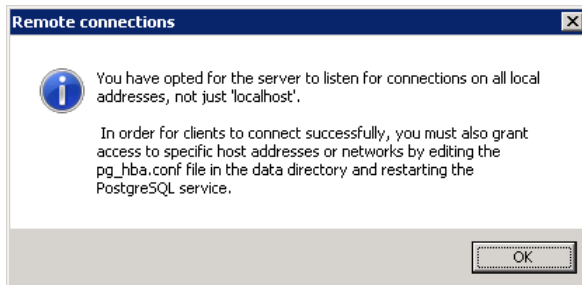 Remote connections
You have opted for the server to listen for connections on all local
addresses, not just 'localhost'.
In order for clients to connect successfully, you must also grant
access to specific host addresses or networks by editing the
pg_hba.conf file in the data directory and restarting the
PostgreSQL service.
OK